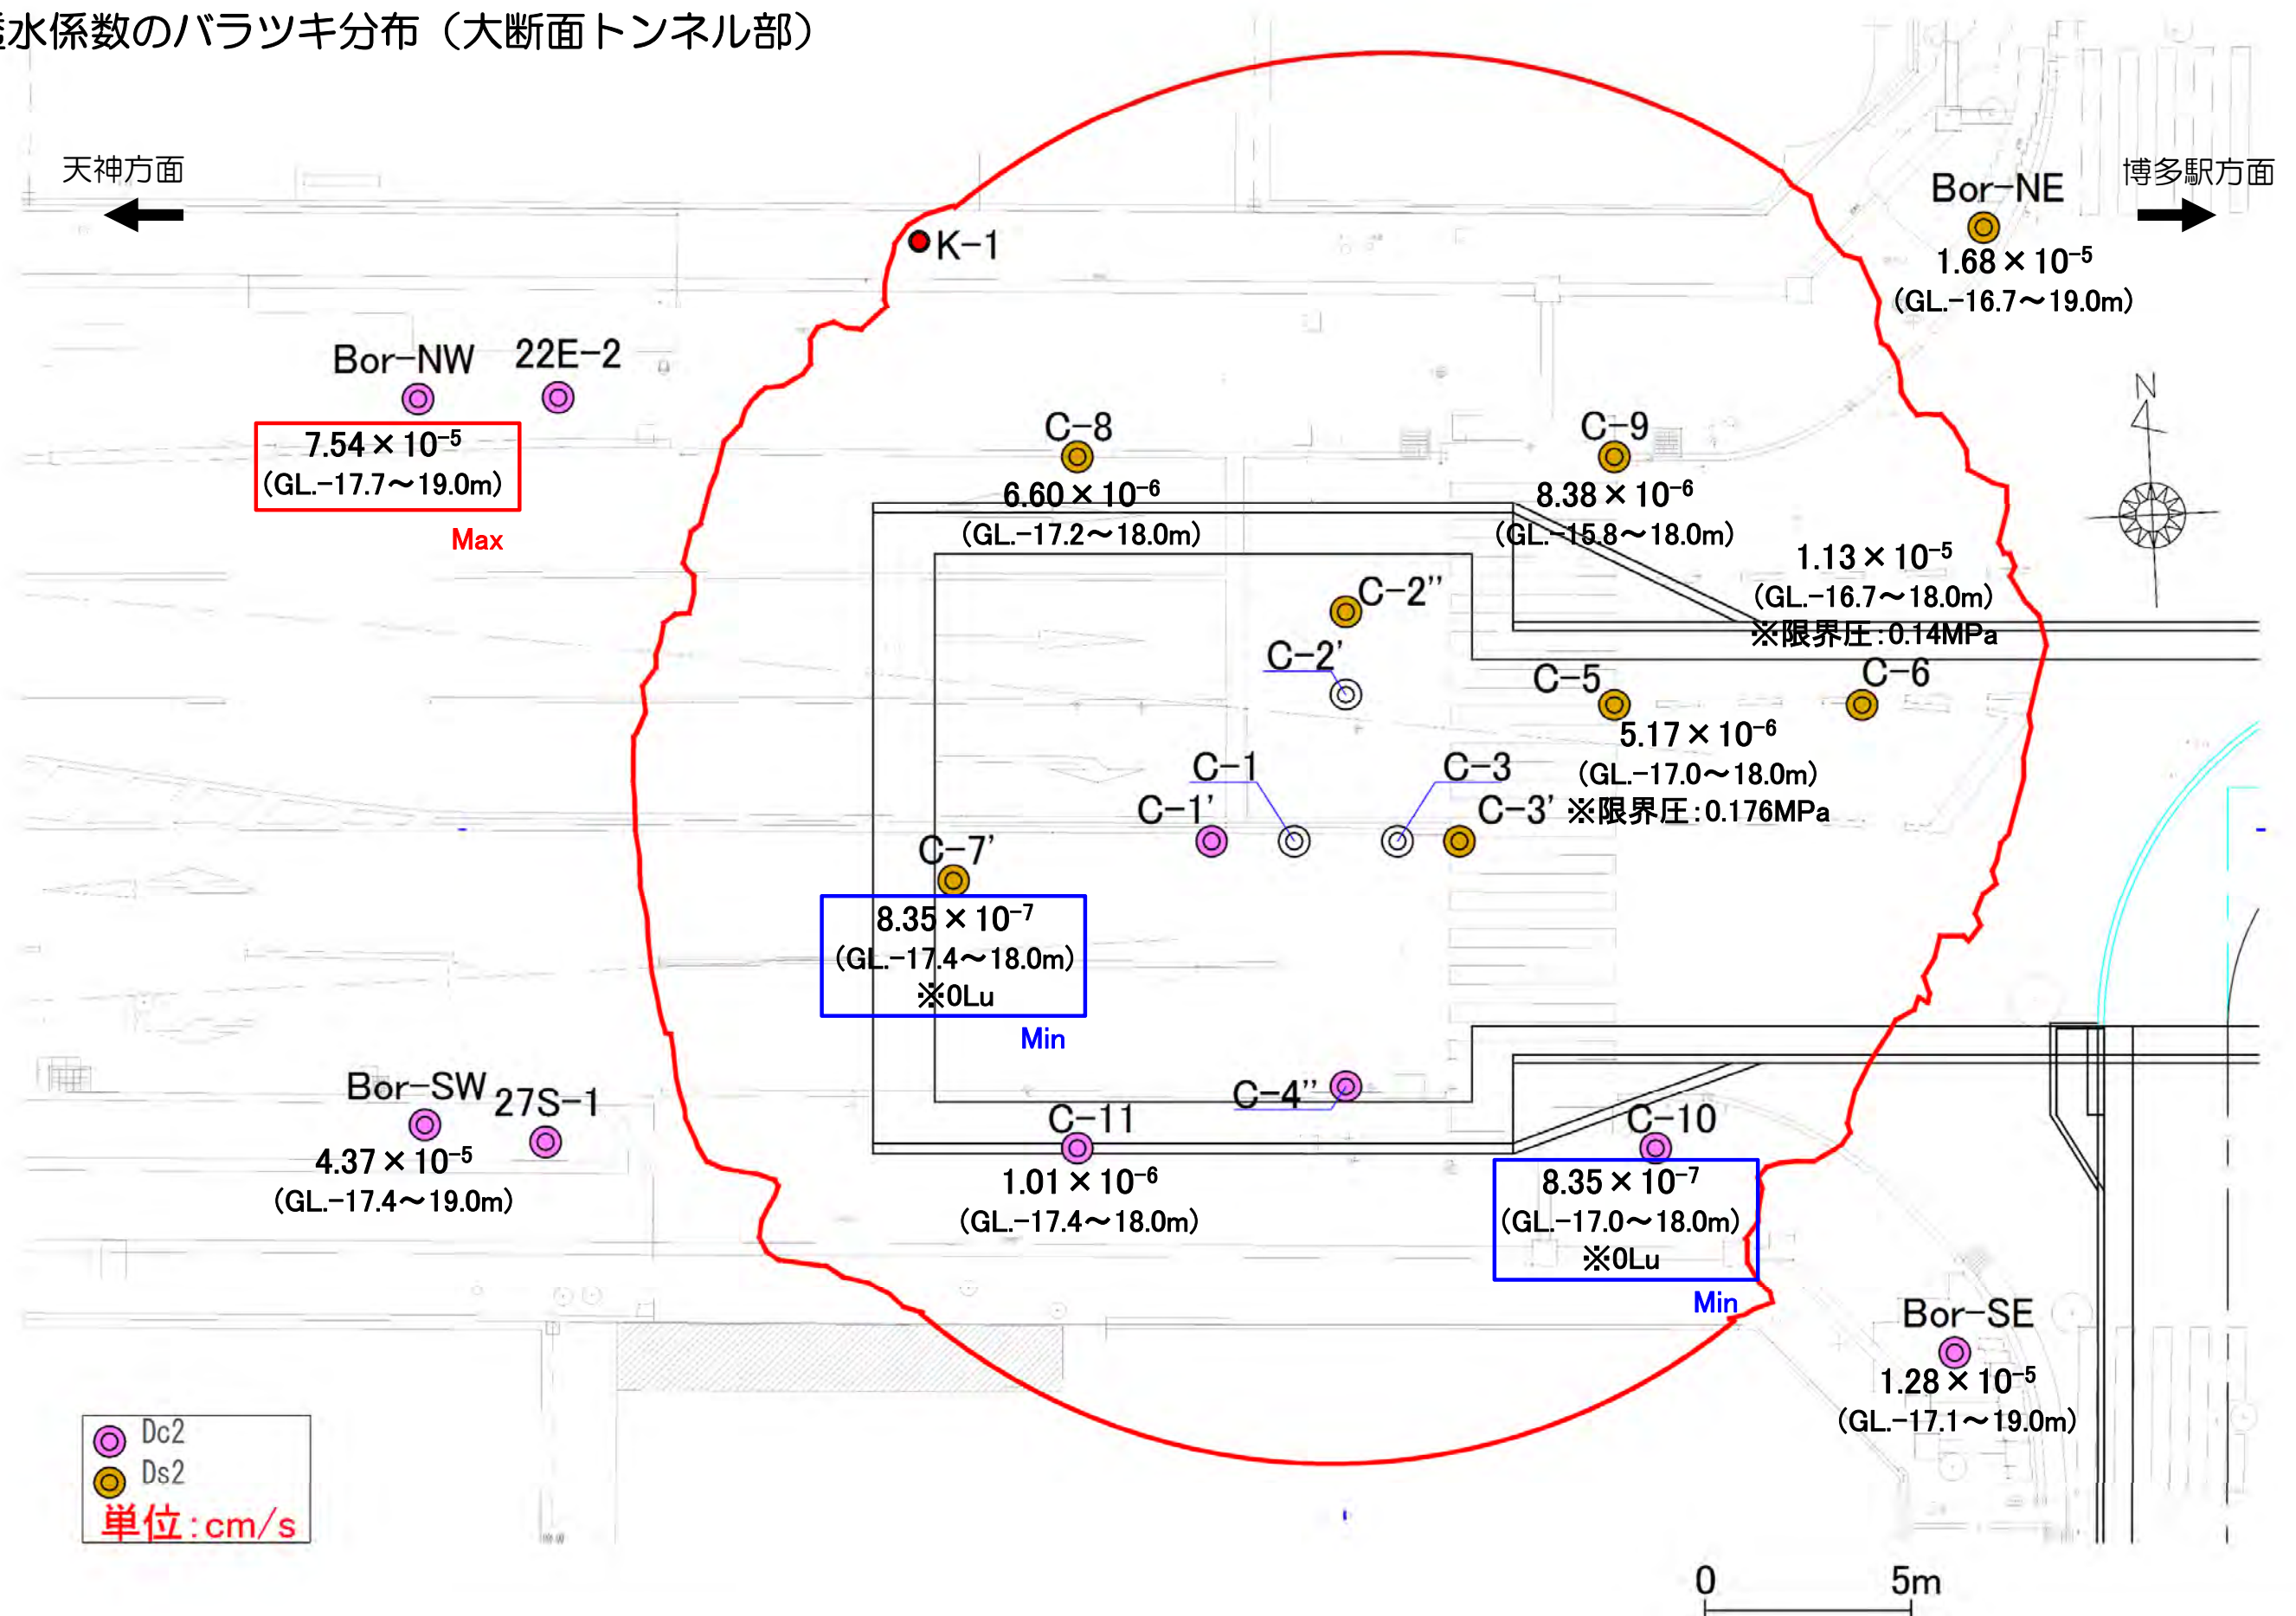 水係数のバラツキ分布（大断面トンネル部）
天神方面
博多駅方面
K-1
Bor-NE
1.68×10⁻⁵
（GL.-16.7～19.0m）
Bor-NW
22E-2
7.54×10⁻⁵
（GL.-17.7～19.0m）
Max
C-8
6.60×10⁻⁶
（GL.-17.2～18.0m）
C-9
8.38×10⁻⁶
（GL.-15.8～18.0m）
N
1.13×10⁻⁵
（GL.-16.7～18.0m）
※限界圧：0.14MPa
C-6
C-2''
C-2'
C-5
5.17×10⁻⁶
（GL.-17.0～18.0m）
※限界圧：0.176MPa
C-1
C-3
C-1'
C-3'
C-7'
8.35×10⁻⁷
（GL.-17.4～18.0m）
※0Lu
Min
Bor-SW
27S-1
4.37×10⁻⁵
（GL.-17.4～19.0m）
C-4''
C-11
1.01×10⁻⁶
（GL.-17.4～18.0m）
C-10
8.35×10⁻⁷
（GL.-17.0～18.0m）
※0Lu
Min
Bor-SE
1.28×10⁻⁵
（GL.-17.1～19.0m）
Dc2
Ds2
単位：cm/s
0 5m